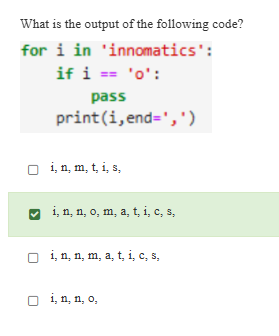 What is the output of the following code?
for i in 'innomatics':
    if i == 'o':
        pass
    print(i,end=',')
i, n, m, t, i, s,
i, n, n, o, m, a, t, i, c, s,
i, n, n, m, a, t, i, c, s,
i, n, n, o,